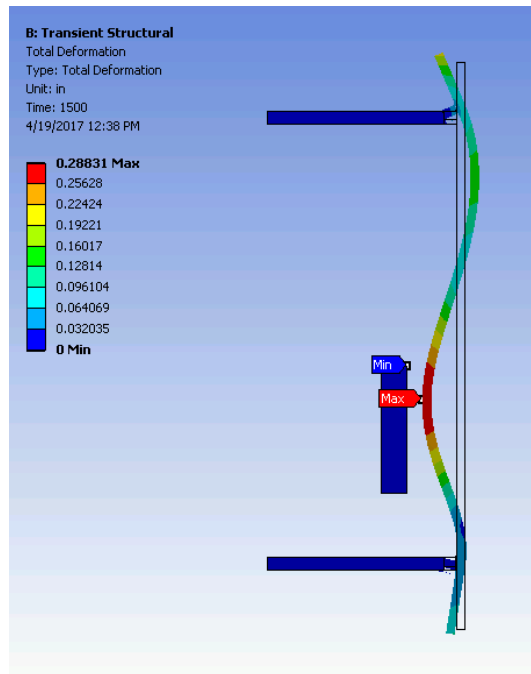 B: Transient Structural
Total Deformation
Type: Total Deformation
Unit: in
Time: 1500
4/19/2017 12:38 PM
0.28831 Max
0.25628
0.22424
0.19221
0.16017
0.12814
0.096104
0.064069
0.032035
0 Min
Min
Max